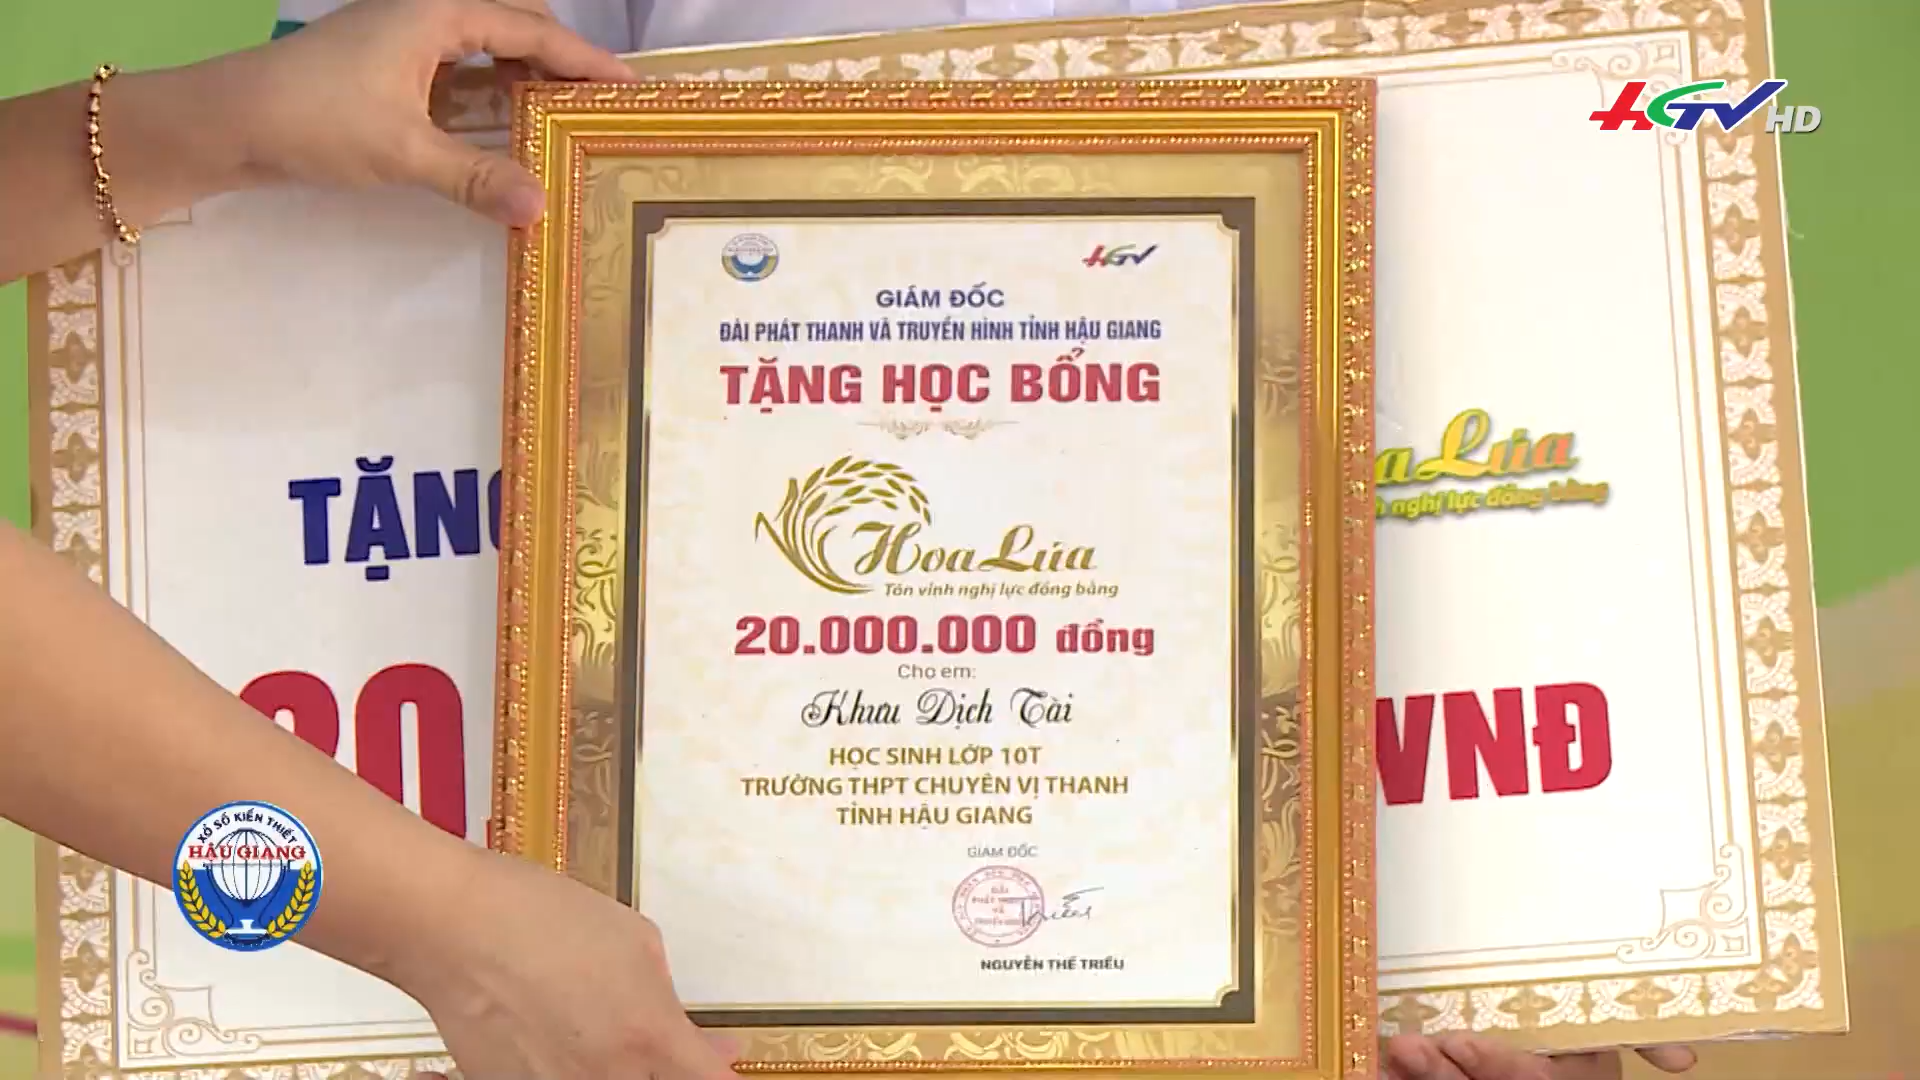 HGTV HD
HGTV
GIÁM ĐỐC
ĐÀI PHÁT THANH VÀ TRUYỀN HÌNH TỈNH HẬU GIANG
TẶNG HỌC BỔNG
Hoa Lúa
Tôn vinh nghị lực đồng bằng
20.000.000 đồng
Cho em:
Khưu Dịch Tài
HỌC SINH LỚP 10T
TRƯỜNG THPT CHUYÊN VỊ THANH
TỈNH HẬU GIANG
GIÁM ĐỐC
NGUYỄN THẾ TRIỀU
TẶNG
a Lúa
nghị lực đồng bằng
20.
VNĐ
XỔ SỐ KIẾN THIẾT
HẬU GIANG